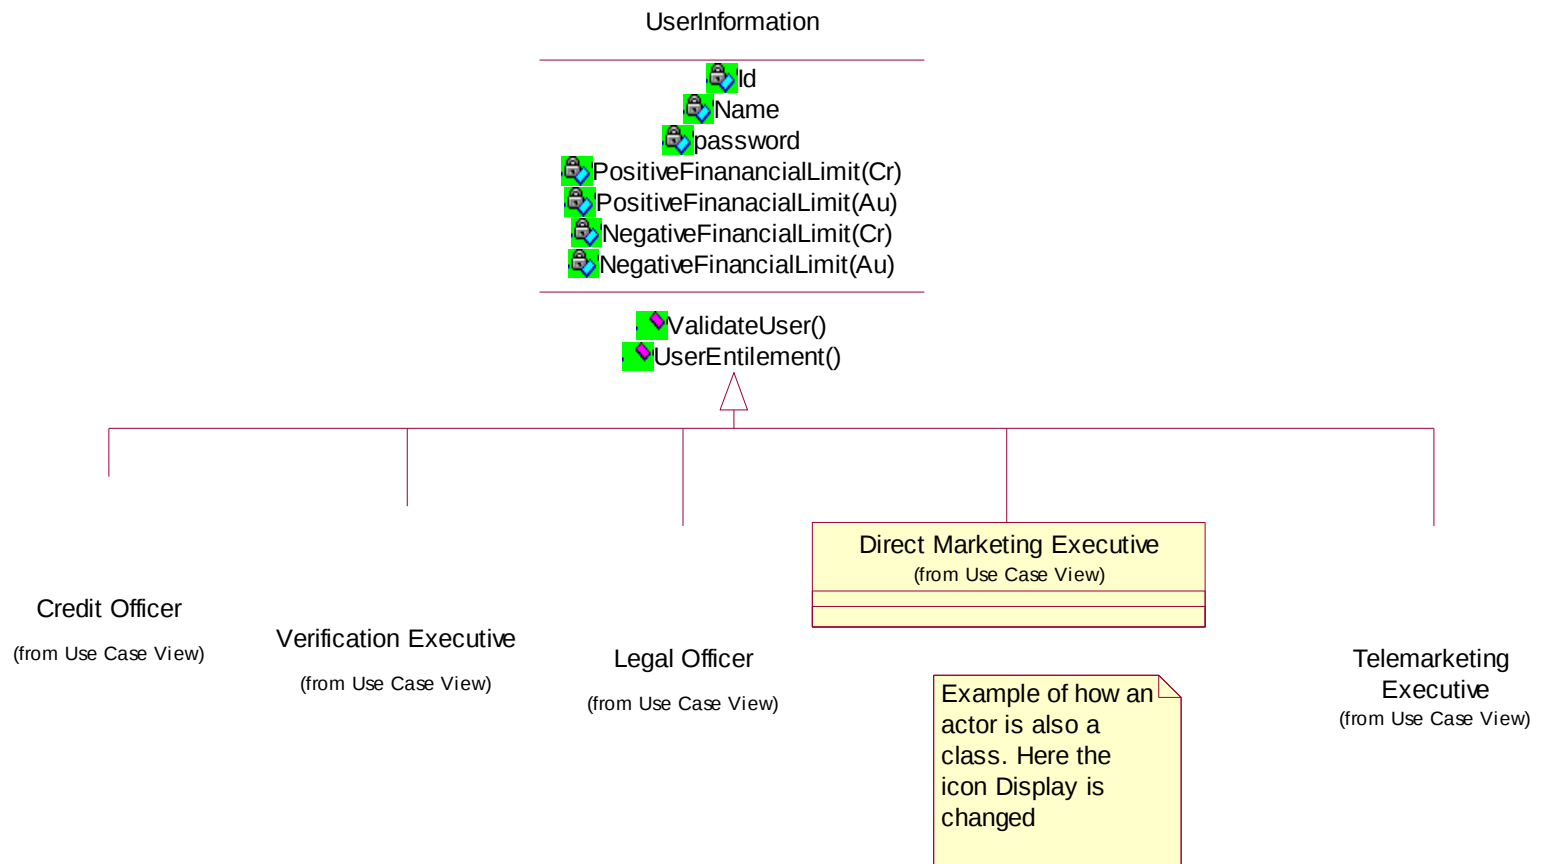 UserInformation
Id
Name
password
PositiveFinanancialLimit(Cr)
PositiveFinanacialLimit(Au)
NegativeFinancialLimit(Cr)
NegativeFinancialLimit(Au)
ValidateUser()
UserEntilement()
Credit Officer
(from Use Case View)
Verification Executive
(from Use Case View)
Legal Officer
(from Use Case View)
Direct Marketing Executive
(from Use Case View)
Example of how an
actor is also a
class. Here the
icon Display is
changed
Telemarketing
Executive
(from Use Case View)